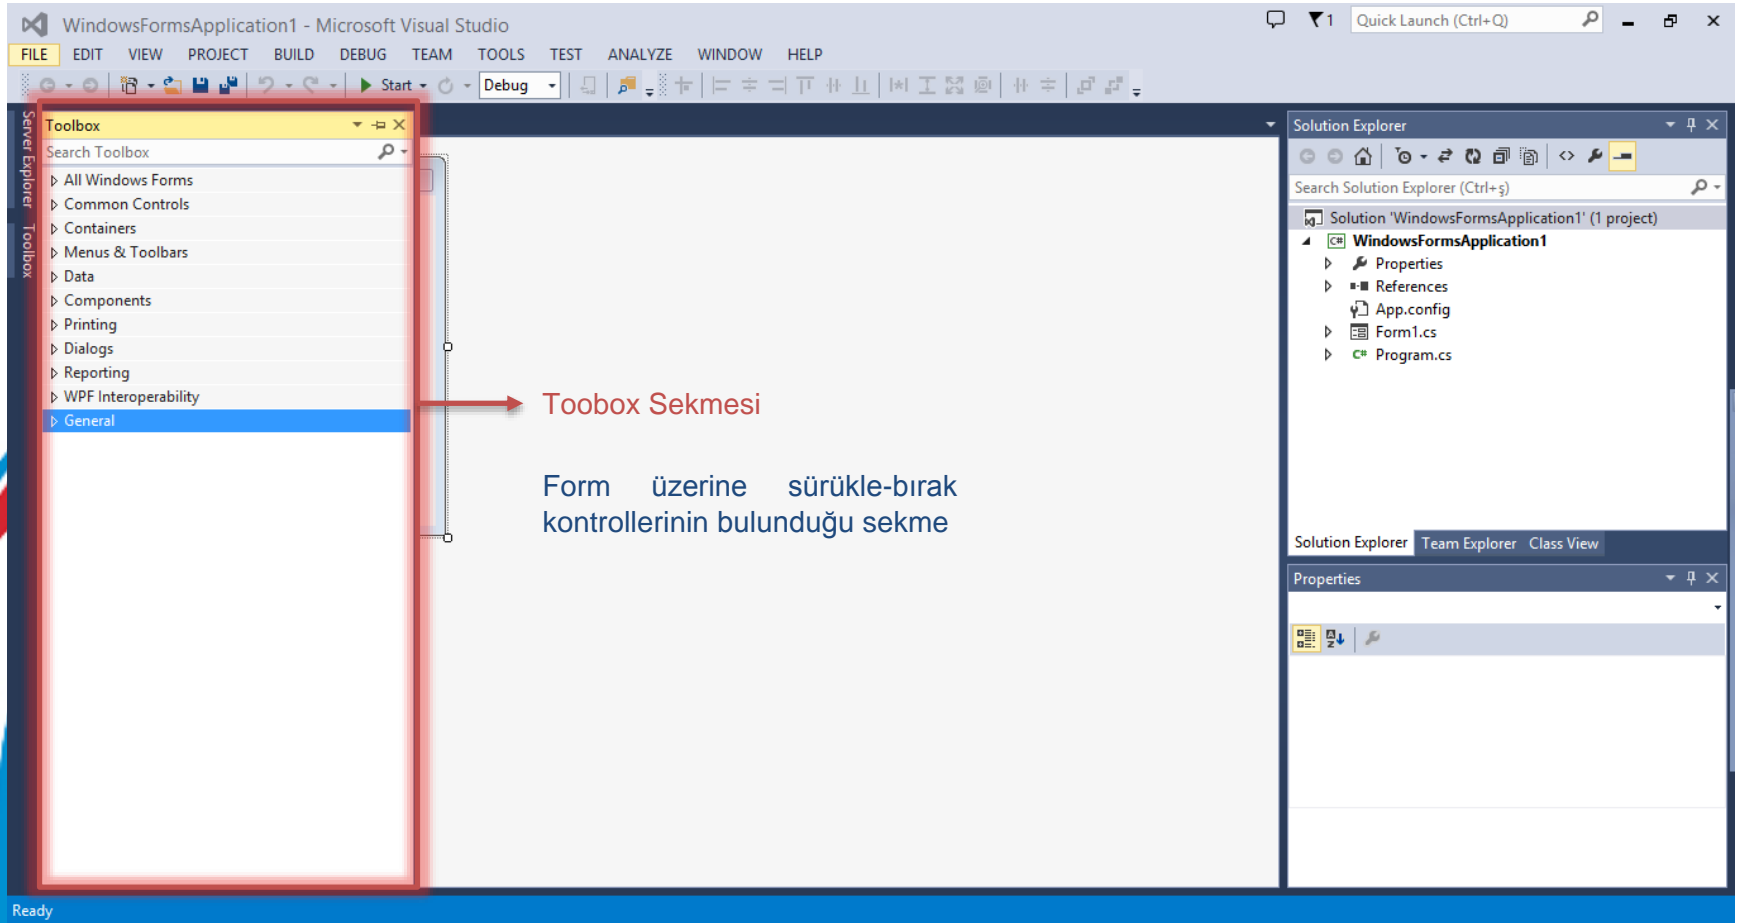 WindowsFormsApplication1 - Microsoft Visual Studio
1
Quick Launch (Ctrl+Q)
FILE EDIT VIEW PROJECT BUILD DEBUG TEAM TOOLS TEST ANALYZE WINDOW HELP
Start
Debug
Server Explorer
Toolbox
Toolbox
Search Toolbox
All Windows Forms
Common Controls
Containers
Menus & Toolbars
Data
Components
Printing
Dialogs
Reporting
WPF Interoperability
General
Toobox Sekmesi
Form üzerine sürükle-bırak
kontrollerinin bulunduğu sekme
Solution Explorer
Search Solution Explorer (Ctrl+ş)
Solution 'WindowsFormsApplication1' (1 project)
C# WindowsFormsApplication1
Properties
References
App.config
Form1.cs
C# Program.cs
Solution Explorer Team Explorer Class View
Properties
Ready